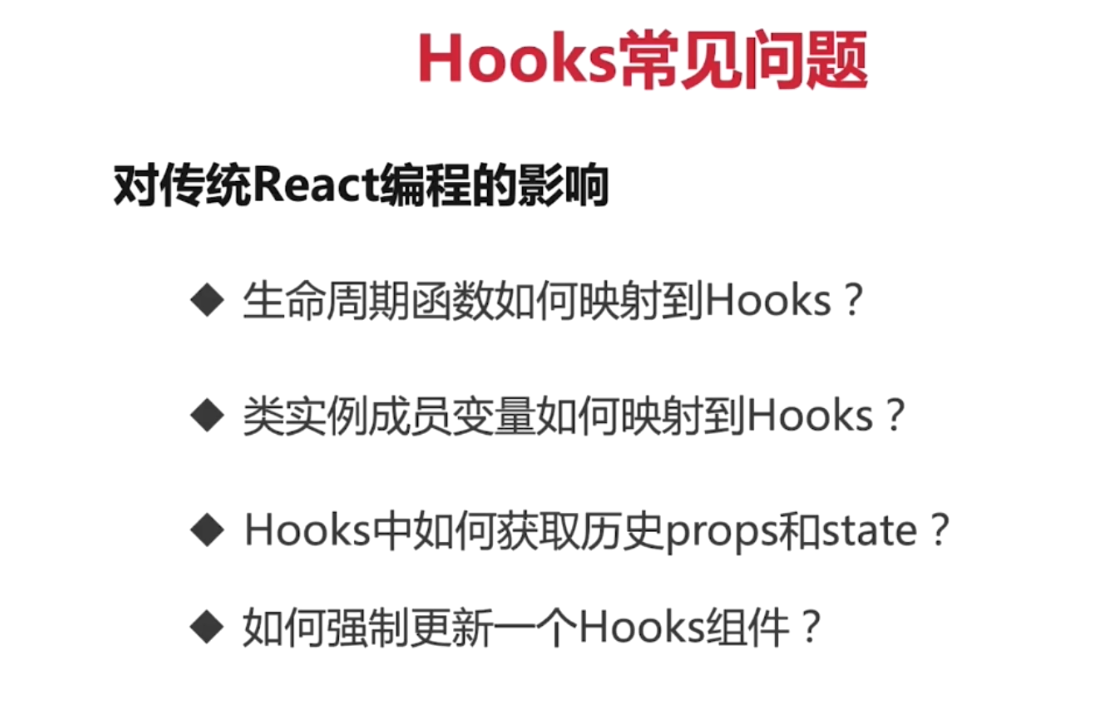 Hooks常见问题
对传统React编程的影响
◆ 生命周期函数如何映射到Hooks？
◆ 类实例成员变量如何映射到Hooks？
◆ Hooks中如何获取历史props和state？
◆ 如何强制更新一个Hooks组件？